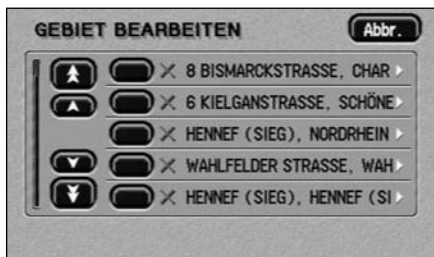 GEBIET BEARBEITEN
Abbr.
8 BISMARCKSTRASSE, CHAR
6 KIELGANSTRASSE, SCHÖNE
HENNEF (SIEG), NORDRHEIN
WAHLFELDER STRASSE, WAH
HENNEF (SIEG), HENNEF (SI